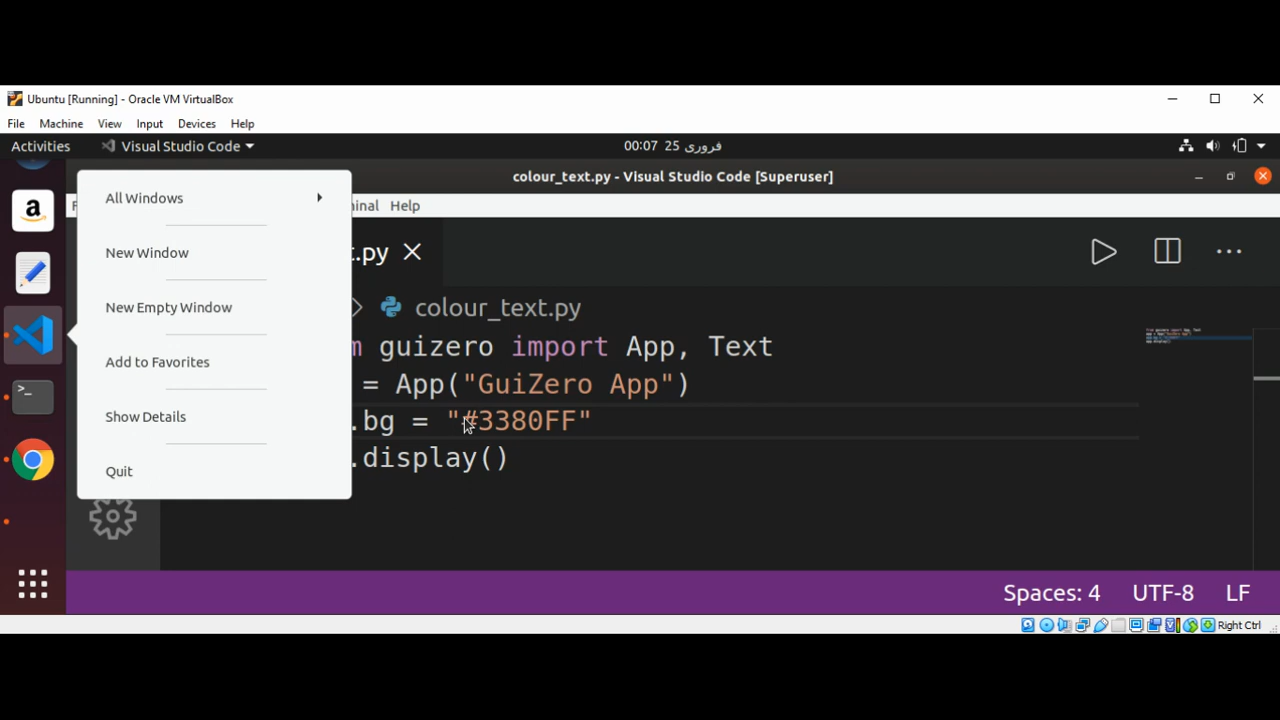 Ubuntu [Running] - Oracle VM VirtualBox
File Machine View Input Devices Help
Activities Visual Studio Code 00:07 25 فروری
colour_text.py - Visual Studio Code [Superuser]
Help
.py
colour_text.py
guizero import App, Text
= App("GuiZero App")
.bg = "#3380FF"
.display()
All Windows
New Window
New Empty Window
Add to Favorites
Show Details
Quit
Spaces: 4 UTF-8 LF
Right Ctrl